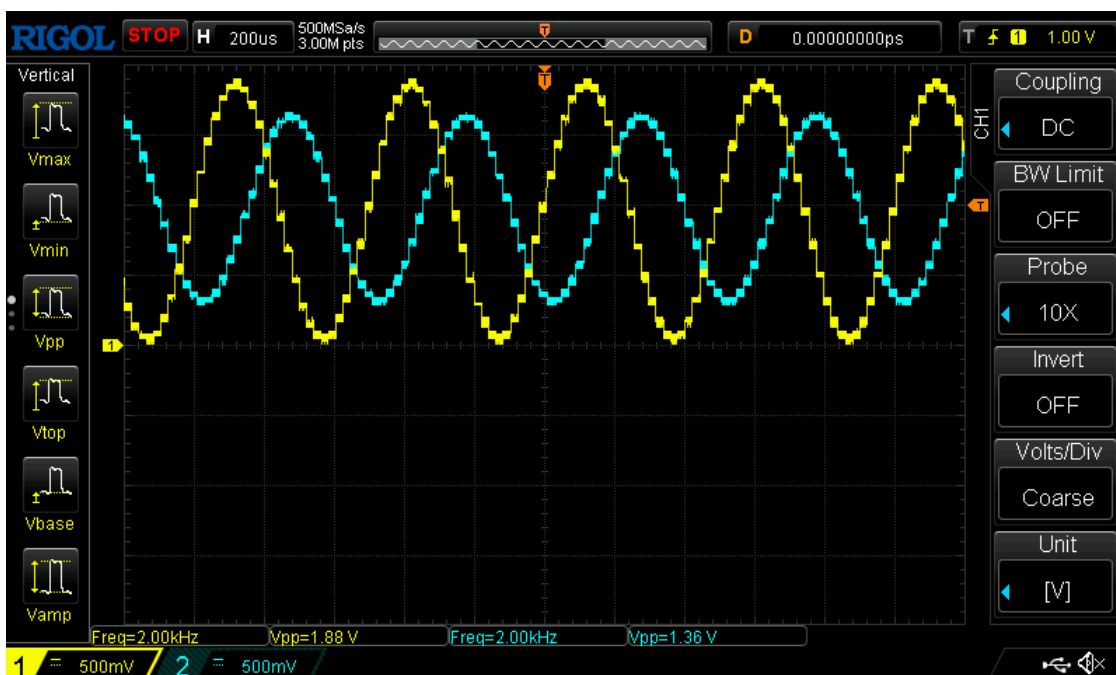 RIGOL STOP H 200us 500MSa/s 3.00M pts D 0.00000000ps T 1 1.00 V
T
Vertical
Vmax
Vmin
Vpp
Vtop
Vbase
Vamp
1
CH1
T
Coupling
DC
BW Limit
OFF
Probe
10X
Invert
OFF
Volts/Div
Coarse
Unit
[V]
Freq=2.00kHz Vpp=1.88 V Freq=2.00kHz Vpp=1.36 V
1 500mV 2 500mV